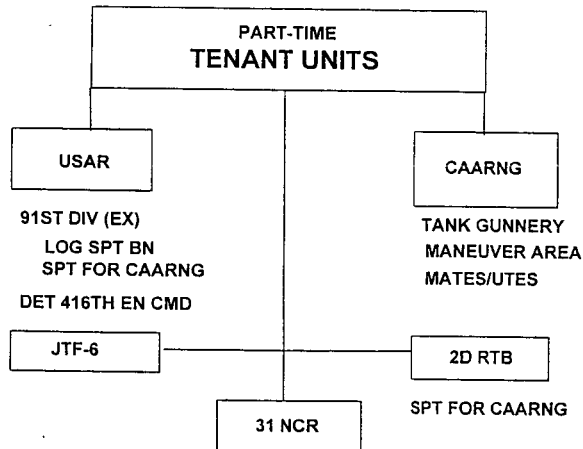 PART-TIME
TENANT UNITS
USAR
CAARNG
91ST DIV (EX)
LOG SPT BN
SPT FOR CAARNG
DET 416TH EN CMD
TANK GUNNERY
MANEUVER AREA
MATES/UTES
JTF-6
2D RTB
SPT FOR CAARNG
31 NCR